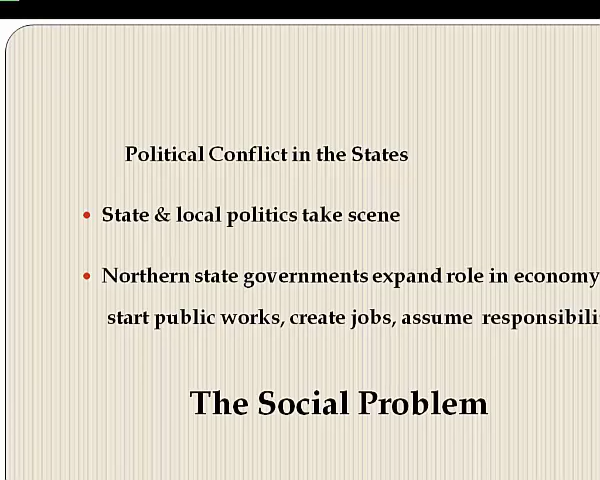 Political Conflict in the States
• State & local politics take scene
• Northern state governments expand role in economy
start public works, create jobs, assume responsibili
The Social Problem